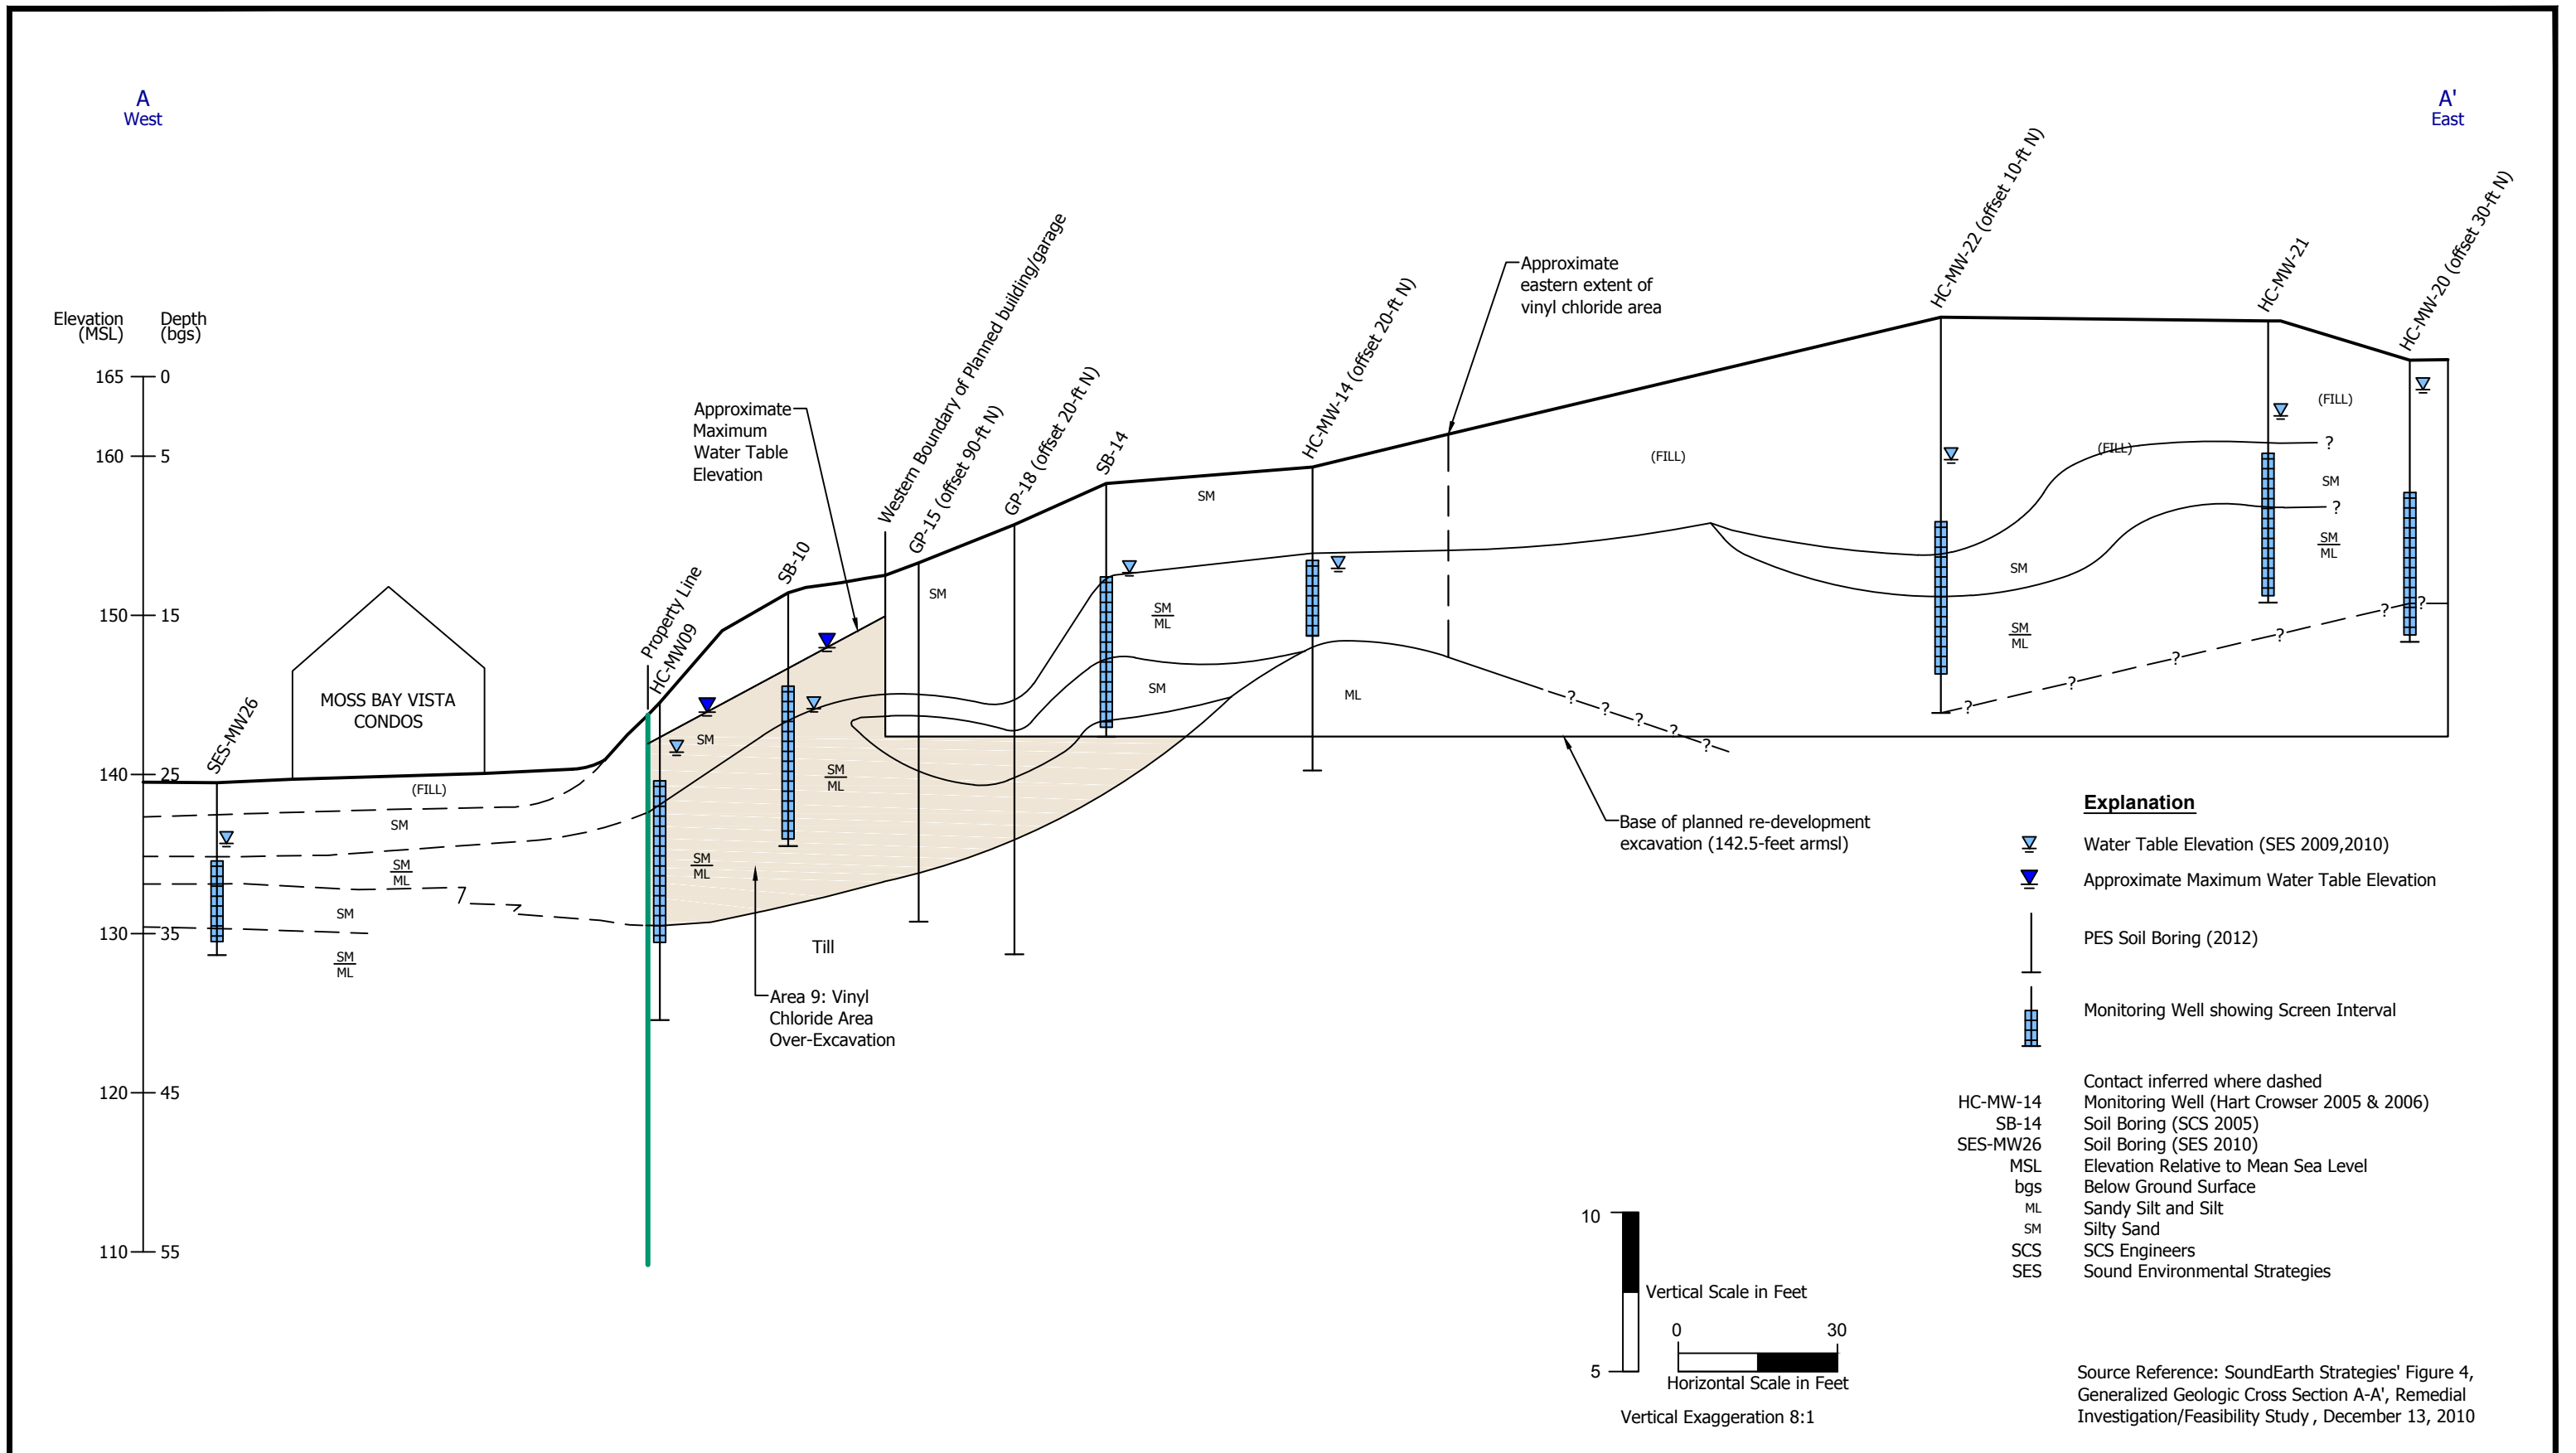 A
West
A'
East
Elevation
(MSL)
Depth
(bgs)
165
0
160
5
150
15
140
25
130
35
120
45
110
55
SES-MW26
MOSS BAY VISTA
CONDOS
Property Line
HC-MW09
SB-10
Approximate
Maximum
Water Table
Elevation
Western Boundary of Planned building/garage
GP-15 (offset 90-ft N)
GP-18 (offset 20-ft N)
SB-14
HC-MW-14 (offset 20-ft N)
Approximate
eastern extent of
vinyl chloride area
HC-MW-22 (offset 10-ft N)
HC-MW-21
HC-MW-20 (offset 30-ft N)
(FILL)
SM
SM
ML
SM
SM
ML
SM
SM
ML
SM
ML
SM
SM
SM
ML
SM
ML
(FILL)
(FILL)
(FILL)
SM
SM
ML
SM
SM
ML
?
?
?
?
?
?
?
?
?
?
?
?
?
Till
Area 9: Vinyl
Chloride Area
Over-Excavation
Base of planned re-development
excavation (142.5-feet armsl)
Explanation
Water Table Elevation (SES 2009,2010)
Approximate Maximum Water Table Elevation
PES Soil Boring (2012)
Monitoring Well showing Screen Interval
Contact inferred where dashed
HC-MW-14 Monitoring Well (Hart Crowser 2005 & 2006)
SB-14 Soil Boring (SCS 2005)
SES-MW26 Soil Boring (SES 2010)
MSL Elevation Relative to Mean Sea Level
bgs Below Ground Surface
ML Sandy Silt and Silt
SM Silty Sand
SCS SCS Engineers
SES Sound Environmental Strategies
10
5
Vertical Scale in Feet
0 30
Horizontal Scale in Feet
Vertical Exaggeration 8:1
Source Reference: SoundEarth Strategies' Figure 4,
Generalized Geologic Cross Section A-A', Remedial
Investigation/Feasibility Study , December 13, 2010